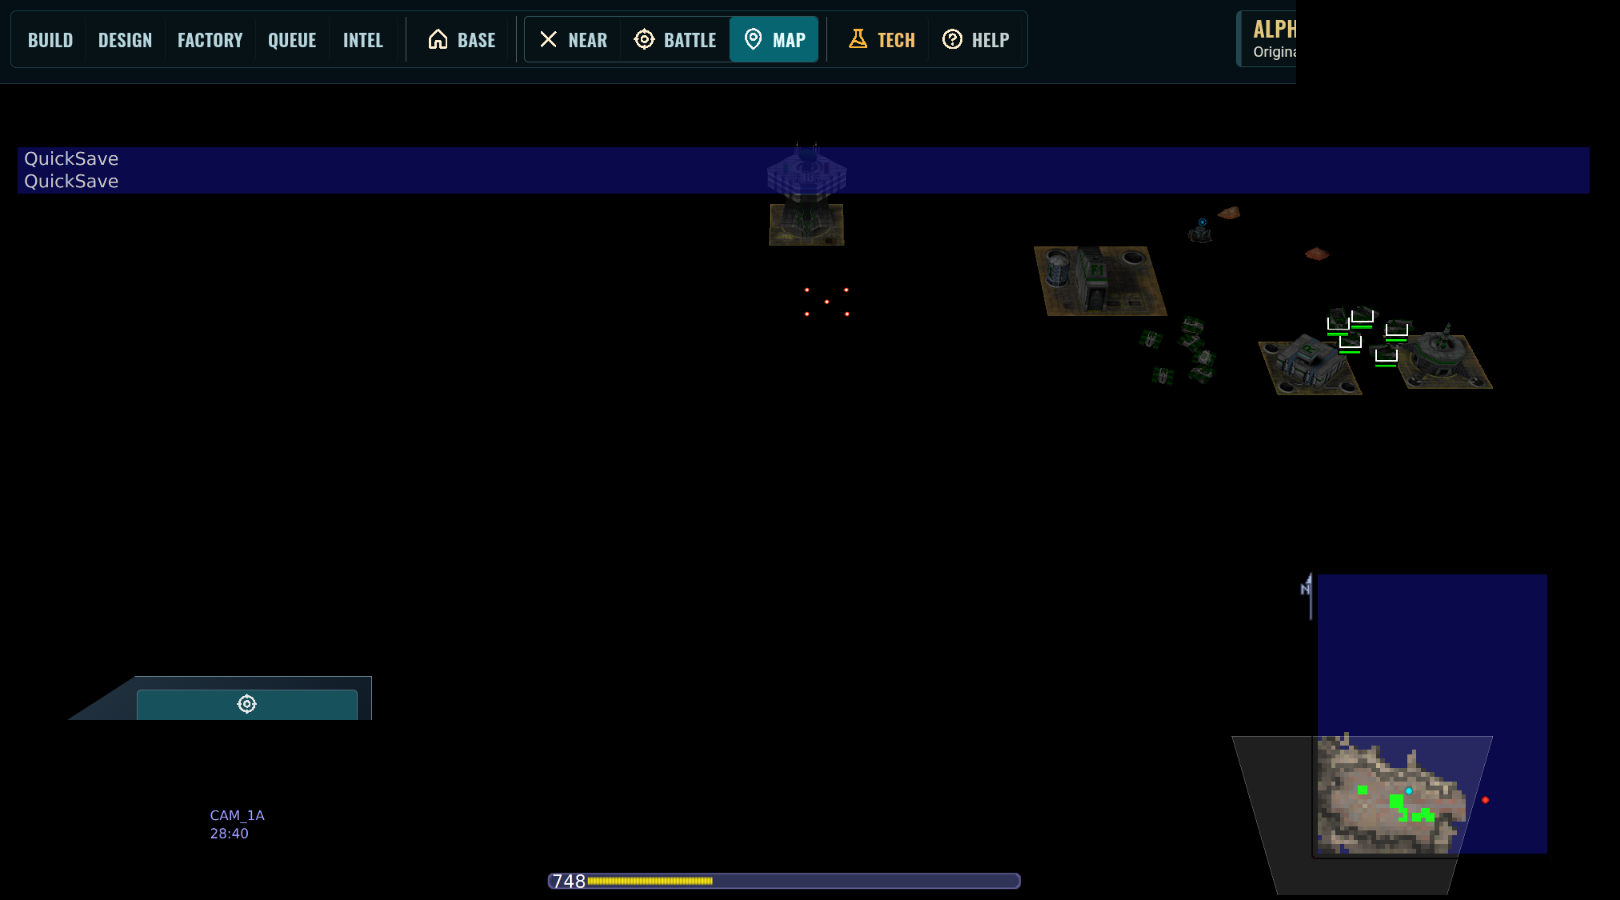 BUILD DESIGN FACTORY QUEUE INTEL BASE NEAR BATTLE MAP TECH HELP
ALPH
Origina
QuickSave
QuickSave
N
CAM_1A
28:40
748